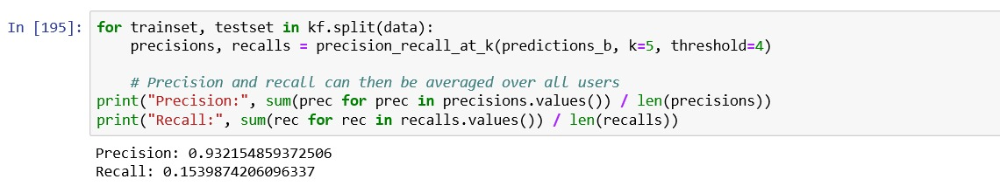 In [195]: for trainset, testset in kf.split(data):
    precisions, recalls = precision_recall_at_k(predictions_b, k=5, threshold=4)
    # Precision and recall can then be averaged over all users
print("Precision:", sum(prec for prec in precisions.values()) / len(precisions))
print("Recall:", sum(rec for rec in recalls.values()) / len(recalls))
Precision: 0.932154859372506
Recall: 0.1539874206096337